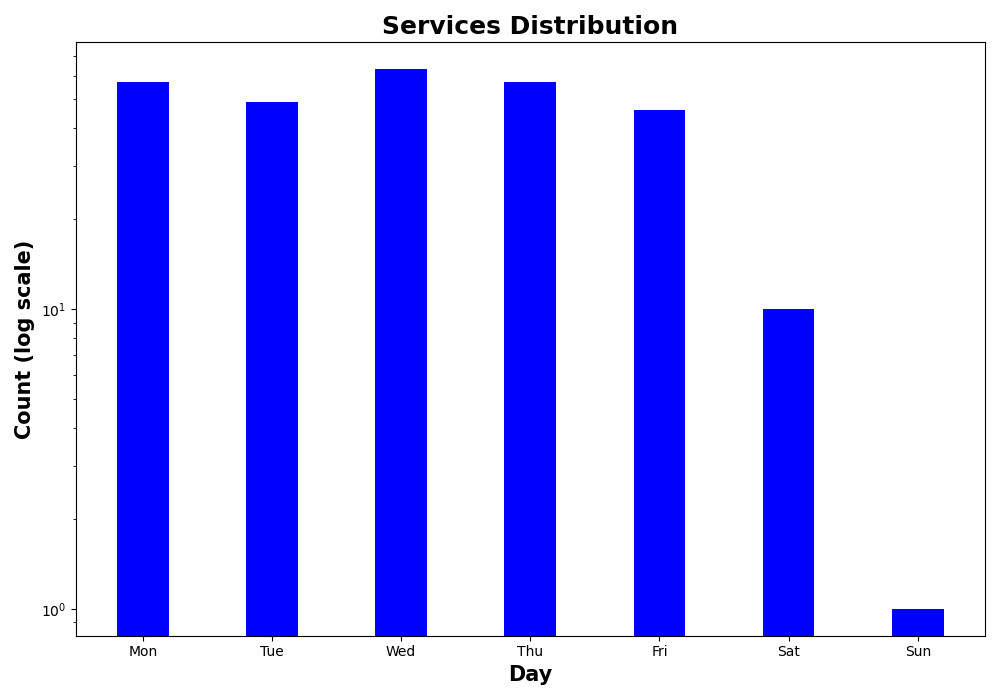 Services Distribution
Count (log scale)
10¹
10⁰
Mon Tue Wed Thu Fri Sat Sun
Day